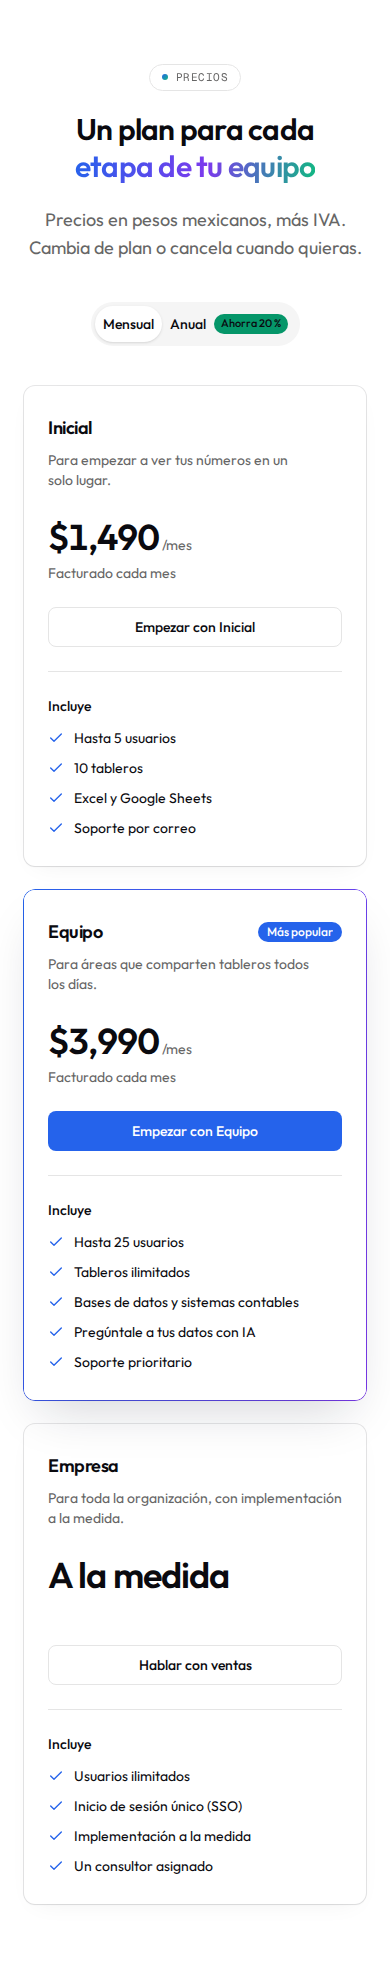 PRECIOS
Un plan para cada
etapa de tu equipo
Precios en pesos mexicanos, más IVA.
Cambia de plan o cancela cuando quieras.
Mensual Anual Ahorra 20 %
Inicial
Para empezar a ver tus números en un
solo lugar.
$1,490 /mes
Facturado cada mes
Empezar con Inicial
Incluye
Hasta 5 usuarios
10 tableros
Excel y Google Sheets
Soporte por correo
Equipo Más popular
Para áreas que comparten tableros todos
los días.
$3,990 /mes
Facturado cada mes
Empezar con Equipo
Incluye
Hasta 25 usuarios
Tableros ilimitados
Bases de datos y sistemas contables
Pregúntale a tus datos con IA
Soporte prioritario
Empresa
Para toda la organización, con implementación
a la medida.
A la medida
Hablar con ventas
Incluye
Usuarios ilimitados
Inicio de sesión único (SSO)
Implementación a la medida
Un consultor asignado